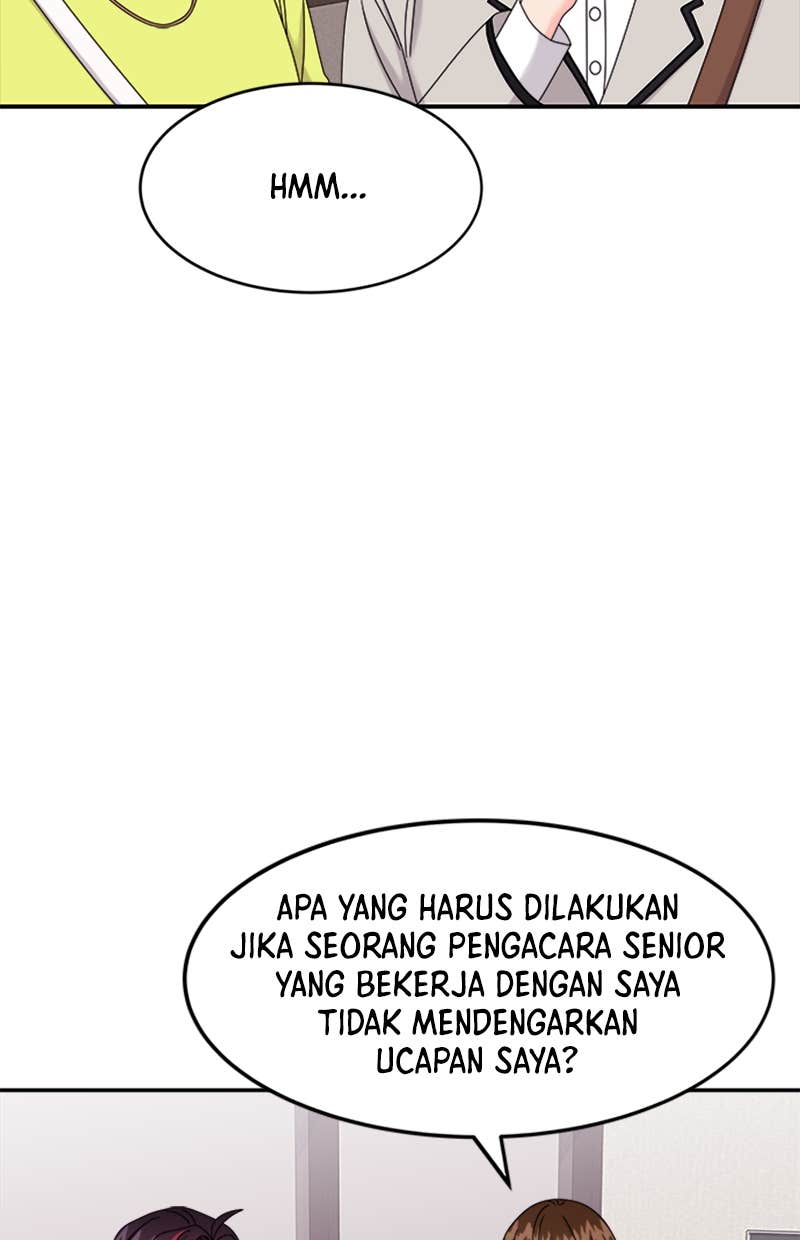 HMM...
APA YANG HARUS DILAKUKAN
JIKA SEORANG PENGACARA SENIOR
YANG BEKERJA DENGAN SAYA
TIDAK MENDENGARKAN
UCAPAN SAYA?